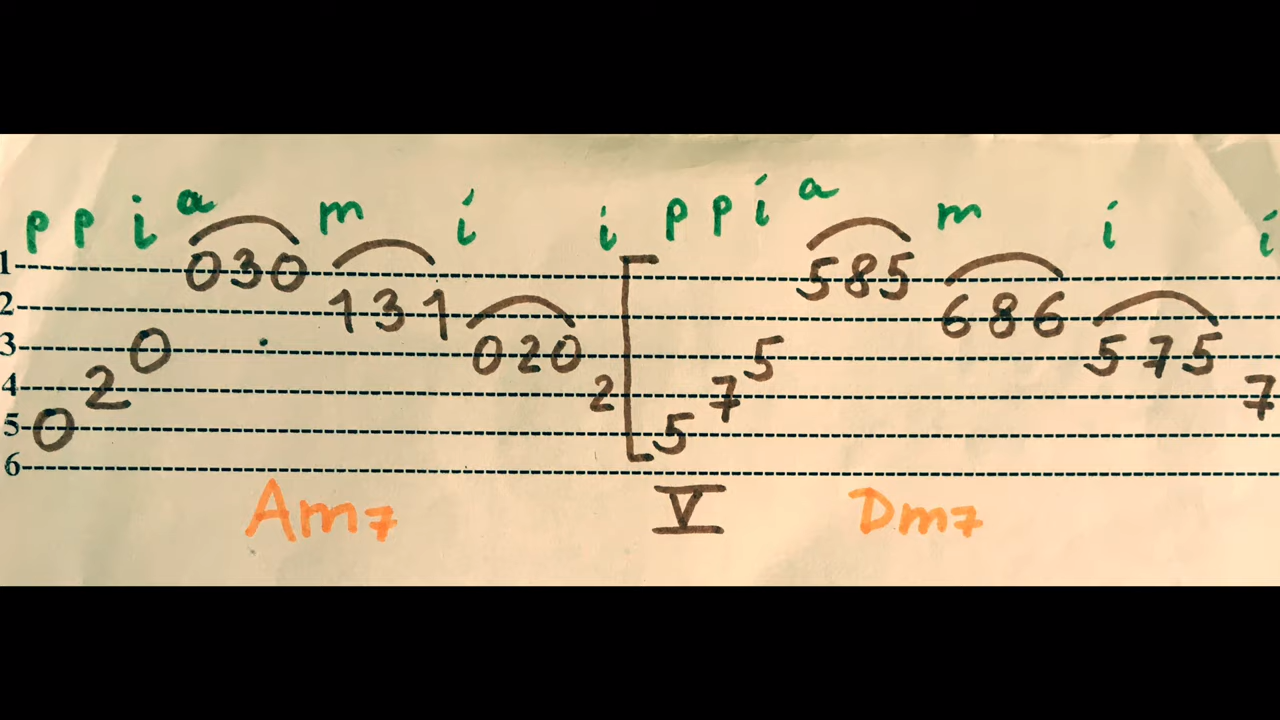 p p i a m i i p p i a m i i
1 030 585
2 131 686
3 0 020 5 575
4 2 2 7 7
5 0 5
6
Am7 V Dm7